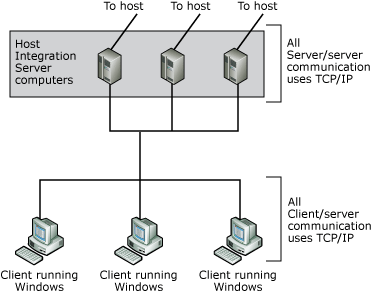 To host
To host
To host
Host
Integration
Server
computers
All
Server/server
communication
uses TCP/IP
All
Client/server
communication
uses TCP/IP
Client running
Windows
Client running
Windows
Client running
Windows